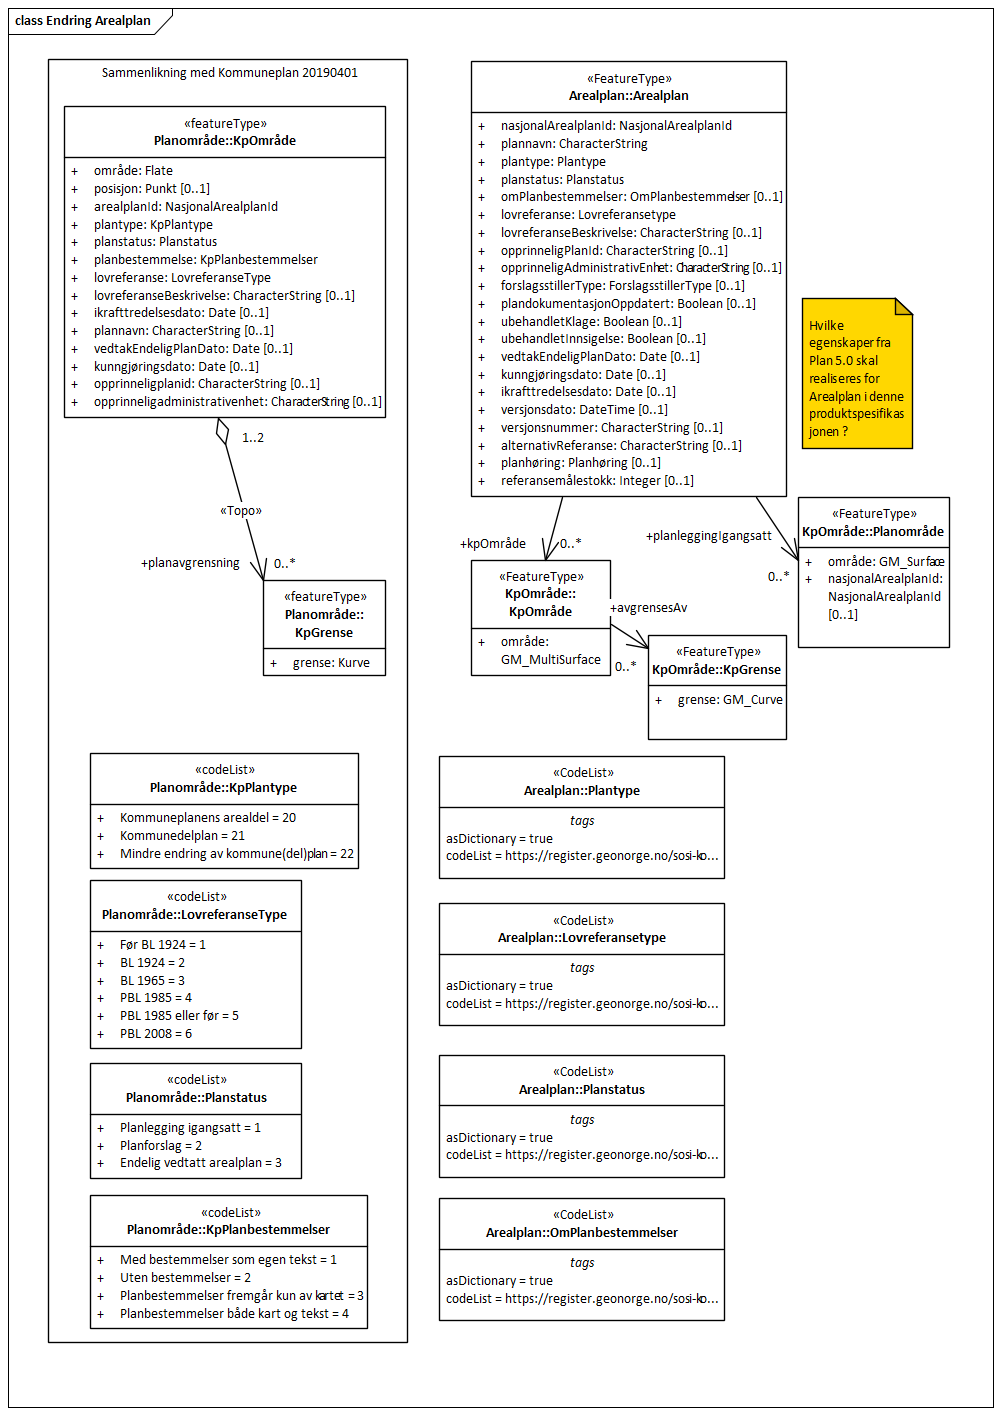 class Endring Arealplan
Sammenlikning med Kommuneplan 20190401
«featureType»
Planområde::KpOmråde
+ område: Flate
+ posisjon: Punkt [0..1]
+ arealplanId: NasjonalArealplanId
+ plantype: KpPlantype
+ planstatus: Planstatus
+ planbestemmelse: KpPlanbestemmelser
+ lovreferanse: LovreferanseType
+ lovreferanseBeskrivelse: CharacterString [0..1]
+ ikrafttredelsesdato: Date [0..1]
+ plannavn: CharacterString [0..1]
+ vedtakEndeligPlanDato: Date [0..1]
+ kunngjøringsdato: Date [0..1]
+ opprinneligplanid: CharacterString [0..1]
+ opprinneligadministrativenhet: CharacterString [0..1]
1..2
«Topo»
+planavgrensning
0..*
«featureType»
Planområde::
KpGrense
+ grense: Kurve
«codeList»
Planområde::KpPlantype
+ Kommuneplanens arealdel = 20
+ Kommunedelplan = 21
+ Mindre endring av kommune(del)plan = 22
«codeList»
Planområde::LovreferanseType
+ Før BL 1924 = 1
+ BL 1924 = 2
+ BL 1965 = 3
+ PBL 1985 = 4
+ PBL 1985 eller før = 5
+ PBL 2008 = 6
«codeList»
Planområde::Planstatus
+ Planlegging igangsatt = 1
+ Planforslag = 2
+ Endelig vedtatt arealplan = 3
«codeList»
Planområde::KpPlanbestemmelser
+ Med bestemmelser som egen tekst = 1
+ Uten bestemmelser = 2
+ Planbestemmelser fremgår kun av kartet = 3
+ Planbestemmelser både kart og tekst = 4
«FeatureType»
Arealplan::Arealplan
+ nasjonalArealplanId: NasjonalArealplanId
+ plannavn: CharacterString
+ plantype: Plantype
+ planstatus: Planstatus
+ omPlanbestemmelser: OmPlanbestemmelser [0..1]
+ lovreferanse: Lovreferansetype
+ lovreferanseBeskrivelse: CharacterString [0..1]
+ opprinneligPlanId: CharacterString [0..1]
+ opprinneligAdministrativEnhet: CharacterString [0..1]
+ forslagsstillerType: ForslagsstillerType [0..1]
+ plandokumentasjonOppdatert: Boolean [0..1]
+ ubehandletKlage: Boolean [0..1]
+ ubehandletInnsigelse: Boolean [0..1]
+ vedtakEndeligPlanDato: Date [0..1]
+ kunngjøringsdato: Date [0..1]
+ ikrafttredelsesdato: Date [0..1]
+ versjonsdato: DateTime [0..1]
+ versjonsnummer: CharacterString [0..1]
+ alternativReferanse: CharacterString [0..1]
+ planhøring: Planhøring [0..1]
+ referansemålestokk: Integer [0..1]
Hvilke
egenskaper fra
Plan 5.0 skal
realiseres for
Arealplan i denne
produktspesifikas
jonen ?
+kpOmråde
0..*
+planleggingIgangsatt
0..*
«FeatureType»
KpOmråde::Planområde
+ område: GM_Surface
+ nasjonalArealplanId:
NasjonalArealplanId
[0..1]
«FeatureType»
KpOmråde::
KpOmråde
+ område:
GM_MultiSurface
+avgrensesAv
0..*
«FeatureType»
KpOmråde::KpGrense
+ grense: GM_Curve
«CodeList»
Arealplan::Plantype
tags
asDictionary = true
codeList = https://register.geonorge.no/sosi-ko...
«CodeList»
Arealplan::Lovreferansetype
tags
asDictionary = true
codeList = https://register.geonorge.no/sosi-ko...
«CodeList»
Arealplan::Planstatus
tags
asDictionary = true
codeList = https://register.geonorge.no/sosi-ko...
«CodeList»
Arealplan::OmPlanbestemmelser
tags
asDictionary = true
codeList = https://register.geonorge.no/sosi-ko...